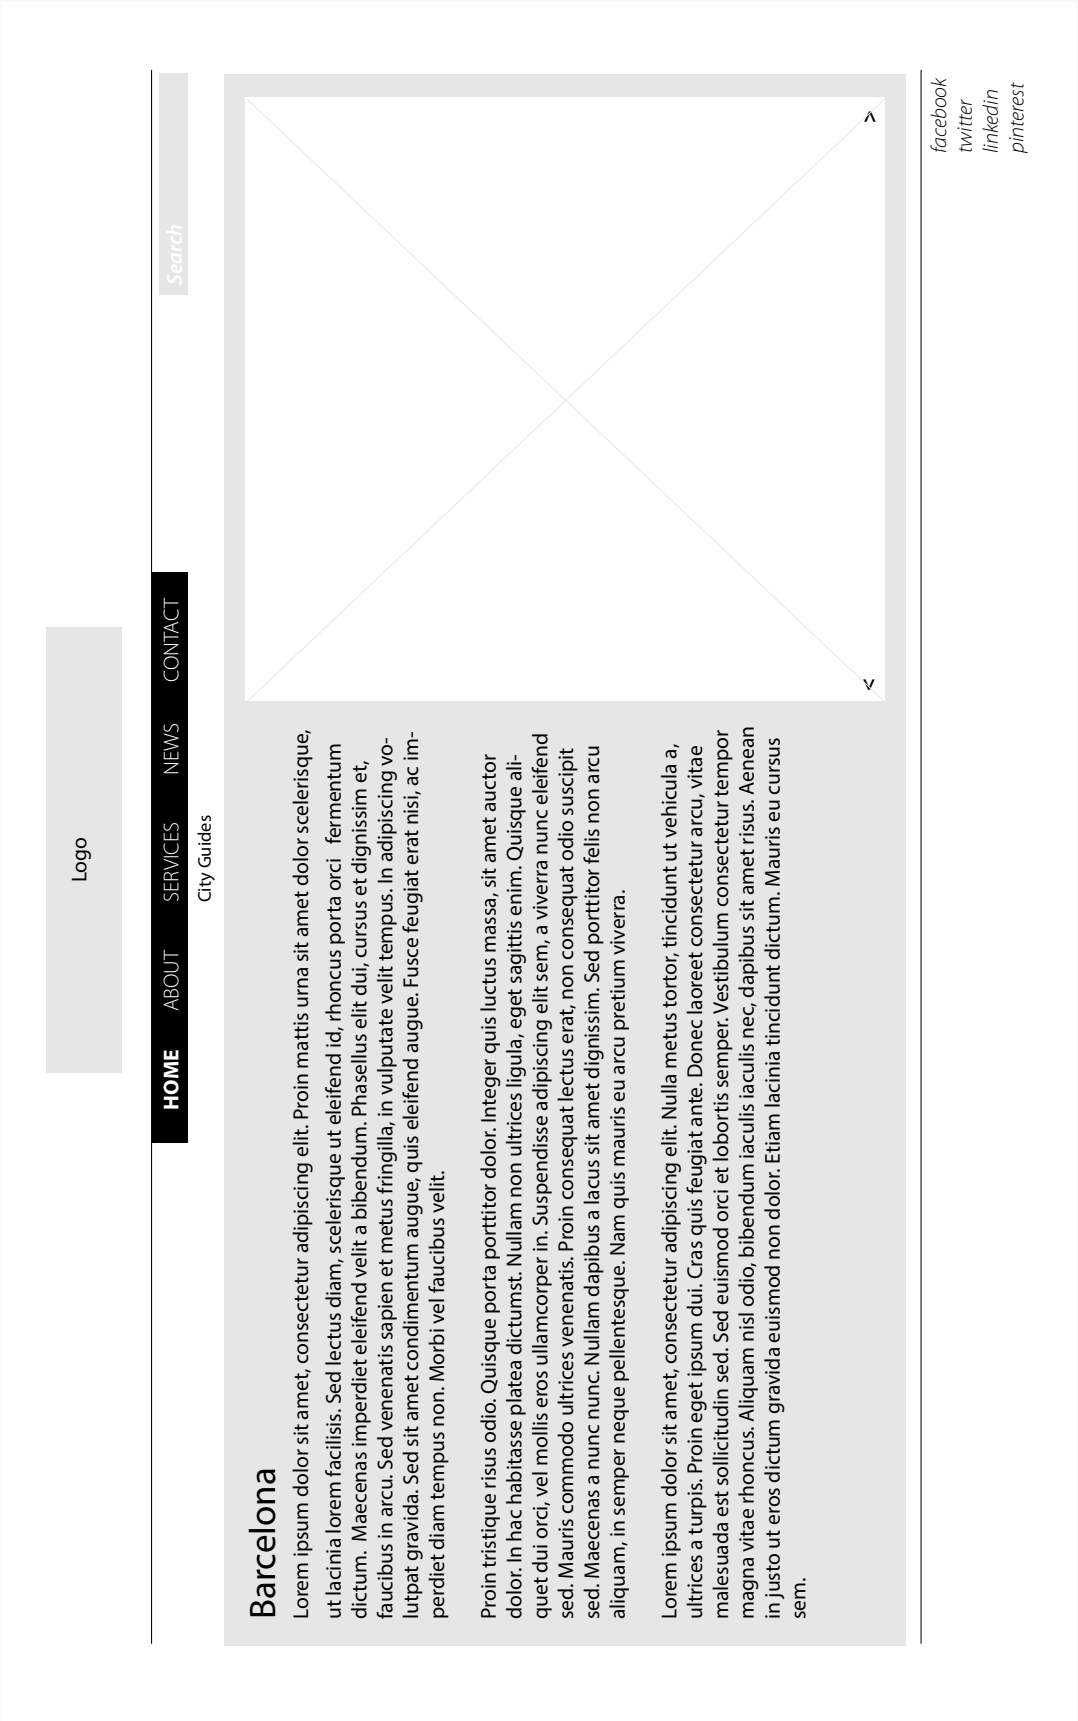 Logo
HOME ABOUT SERVICES NEWS CONTACT
Search
City Guides
Barcelona
Lorem ipsum dolor sit amet, consectetur adipiscing elit. Proin mattis urna sit amet dolor scelerisque,
ut lacinia lorem facilisis. Sed lectus diam, scelerisque ut eleifend id, rhoncus porta orci fermentum
dictum. Maecenas imperdiet eleifend velit a bibendum. Phasellus elit dui, cursus et dignissim et,
faucibus in arcu. Sed venenatis sapien et metus fringilla, in vulputate velit tempus. In adipiscing vo-
lutpat gravida. Sed sit amet condimentum augue, quis eleifend augue. Fusce feugiat erat nisi, ac im-
perdiet diam tempus non. Morbi vel faucibus velit.
Proin tristique risus odio. Quisque porta porttitor dolor. Integer quis luctus massa, sit amet auctor
dolor. In hac habitasse platea dictumst. Nullam non ultrices ligula, eget sagittis enim. Quisque ali-
quet dui orci, vel mollis eros ullamcorper in. Suspendisse adipiscing elit sem, a viverra nunc eleifend
sed. Mauris commodo ultrices venenatis. Proin consequat lectus erat, non consequat odio suscipit
sed. Maecenas a nunc nunc. Nullam dapibus a lacus sit amet dignissim. Sed porttitor felis non arcu
aliquam, in semper neque pellentesque. Nam quis mauris eu arcu pretium viverra.
Lorem ipsum dolor sit amet, consectetur adipiscing elit. Nulla metus tortor, tincidunt ut vehicula a,
ultrices a turpis. Proin eget ipsum dui. Cras quis feugiat ante. Donec laoreet consectetur arcu, vitae
malesuada est sollicitudin sed. Sed euismod orci et lobortis semper. Vestibulum consectetur tempor
magna vitae rhoncus. Aliquam nisl odio, bibendum iaculis iaculis nec, dapibus sit amet risus. Aenean
in justo ut eros dictum gravida euismod non dolor. Etiam lacinia tincidunt dictum. Mauris eu cursus
sem.
< >
facebook
twitter
linkedin
pinterest